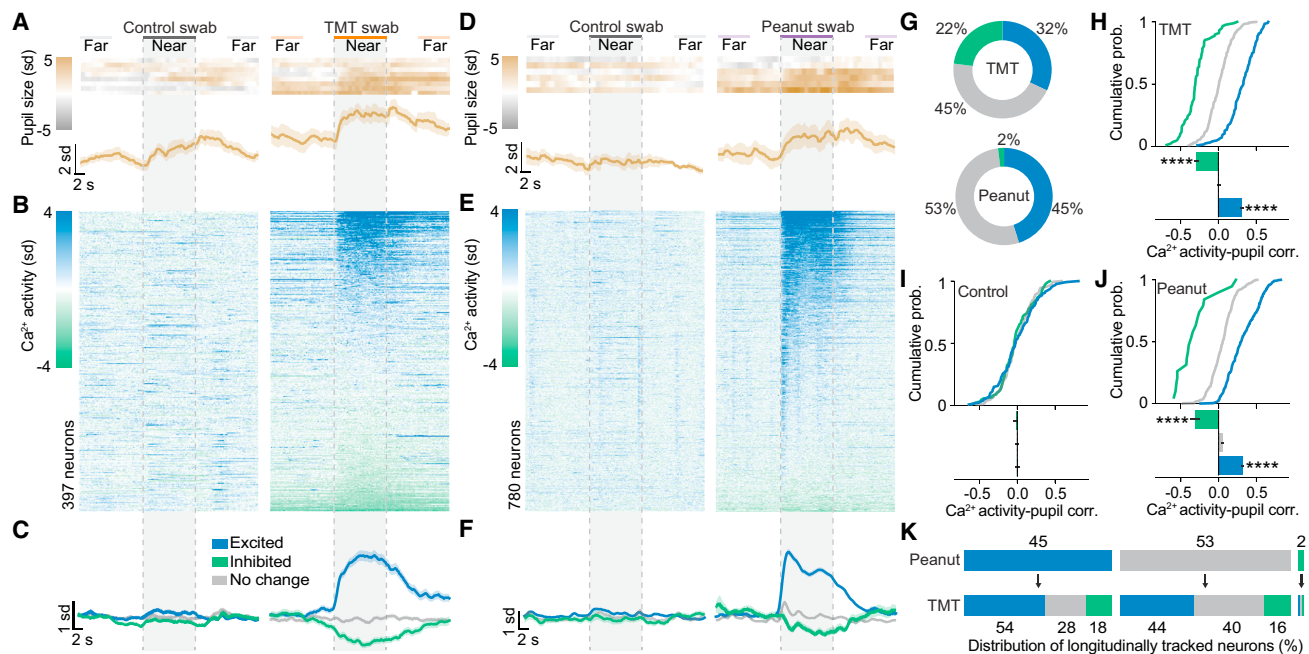 A
Control swab
TMT swab
Far
Near
Far
Far
Near
Far
Pupil size (sd)
5
-5
2 sd
2 s
B
Ca2+ activity (sd)
4
-4
397 neurons
C
Excited
Inhibited
No change
1 sd
2 s
D
Control swab
Peanut swab
Far
Near
Far
Far
Near
Far
Pupil size (sd)
5
-5
2 sd
2 s
E
Ca2+ activity (sd)
4
-4
780 neurons
F
1 sd
2 s
G
22%
32%
TMT
45%
2%
Peanut
53%
45%
H
TMT
Cumulative prob.
1
0.5
0
****
****
-0.5
0.0
0.5
Ca2+ activity-pupil corr.
I
Control
Cumulative prob.
1
0.5
0
-0.5
0.0
0.5
Ca2+ activity-pupil corr.
J
Peanut
Cumulative prob.
1
0.5
0
****
****
-0.5
0.0
0.5
Ca2+ activity-pupil corr.
K
45
53
2
Peanut
TMT
54
28
18
44
40
16
Distribution of longitudinally tracked neurons (%)